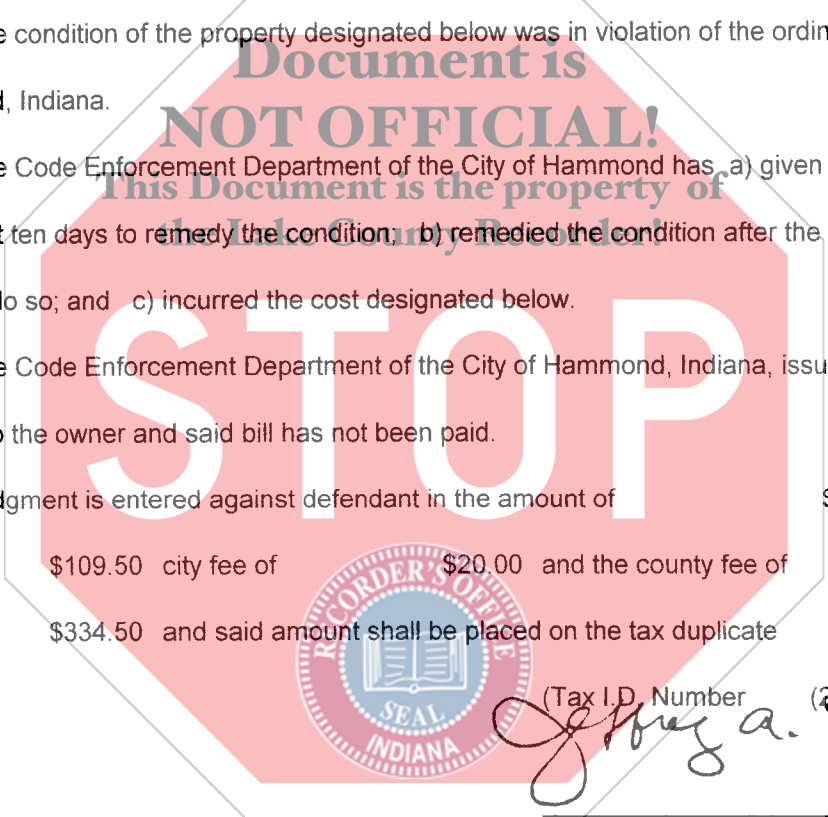 e condition of the property designated below was in violation of the ordin
Document is
d, Indiana.
NOT OFFICIAL!
e Code Enforcement Department of the City of Hammond has a) given
This Document is the property of
t ten days to remedy the condition; b) remedied the condition after the
the Lake County Recorder!
do so; and c) incurred the cost designated below.
STOP
e Code Enforcement Department of the City of Hammond, Indiana, issu
o the owner and said bill has not been paid.
dgment is entered against defendant in the amount of $
$109.50 city fee of $20.00 and the county fee of
$334.50 and said amount shall be placed on the tax duplicate
RECORDER'S OFFICE
SEAL
INDIANA
(Tax I.D. Number (2
Jeffrey A.